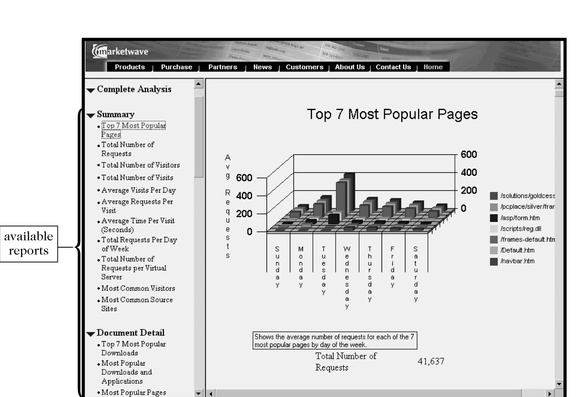 marketwave
Products Purchase Partners News Customers About Us Contact Us Home
Complete Analysis
Summary
Top 7 Most Popular
Pages
Total Number of
Requests
Total Number of Visitors
Total Number of Visits
Average Visits Per Day
Average Requests Per
Visit
Average Time Per Visit
(Seconds)
Total Requests Per Day
of Week
Total Number of
Requests per Virtual
Server
Most Common Visitors
Most Common Source
Sites
Document Detail
Top 7 Most Popular
Downloads
Most Popular
Downloads and
Applications
Most Popular Pages
available
reports
Top 7 Most Popular Pages
Avg Requests
600
400
200
0
600
400
200
0
Sunday
Monday
Tuesday
Wednesday
Thursday
Friday
Saturday
/solutions/goldcess
/pcplace/silver/frar
/asp/form.htm
/scripts/reg.dll
/frames-default.htm
/Default.htm
/navbar.htm
Shows the average number of requests for each of the 7
most popular pages by day of the week.
Total Number of
Requests
41,637